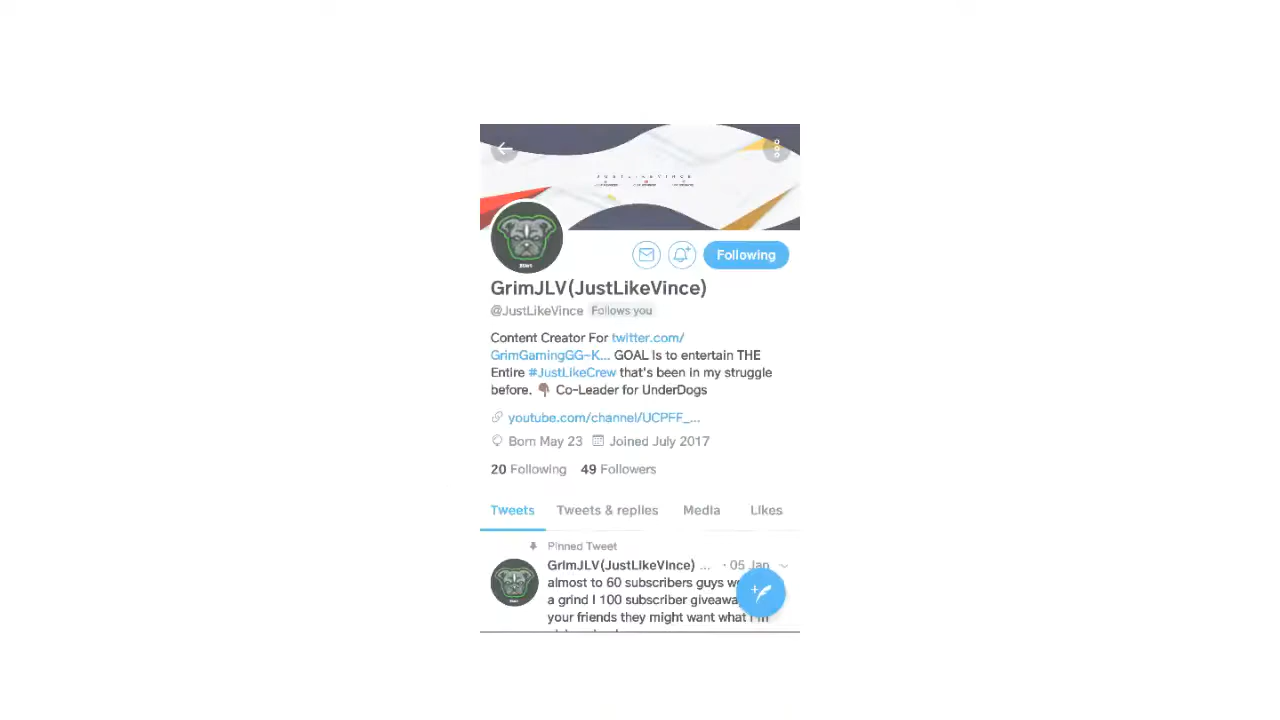 JUSTLIKEVINCE
Following
GrimJLV(JustLikeVince)
@JustLikeVince Follows you
Content Creator For twitter.com/
GrimGamingGG-K... GOAL is to entertain THE
Entire #JustLikeCrew that's been in my struggle
before. Co-Leader for UnderDogs
youtube.com/channel/UCPFF_...
Born May 23 Joined July 2017
20 Following 49 Followers
Tweets Tweets & replies Media Likes
Pinned Tweet
GrimJLV(JustLikeVince) ... · 05 Jan
almost to 60 subscribers guys
a grind I 100 subscriber
your friends they might want what I'm